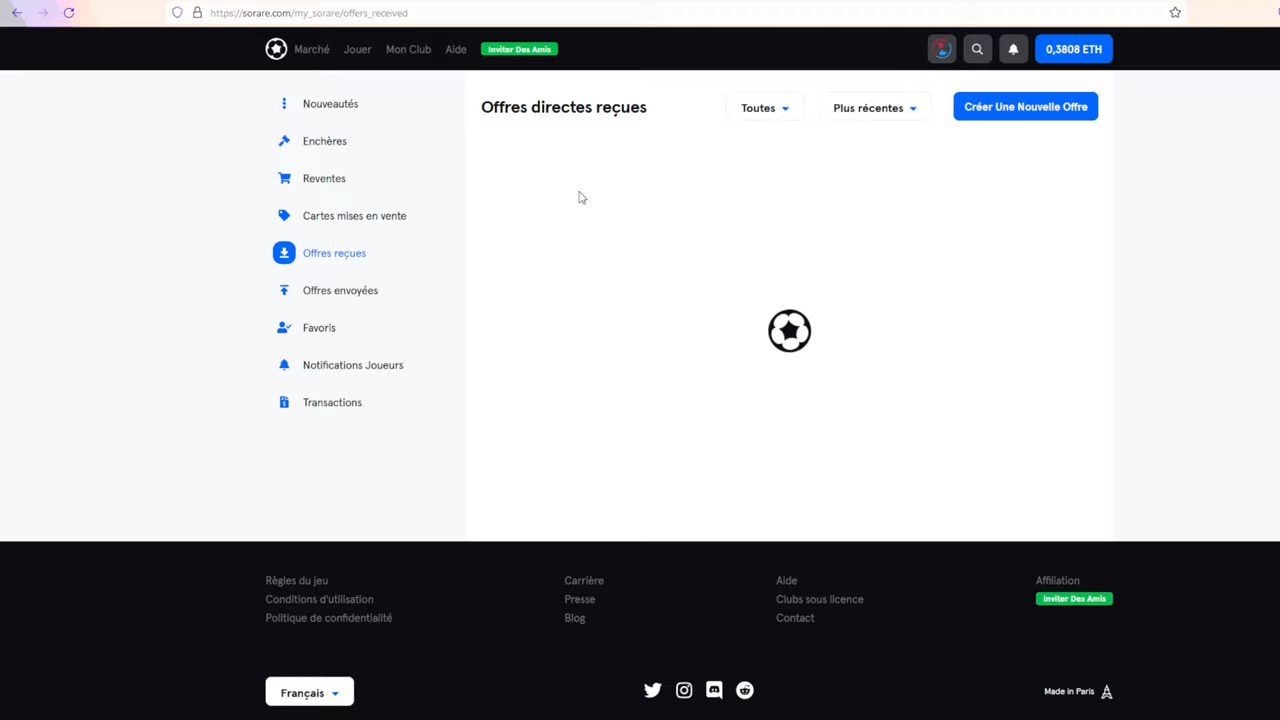 https://sorare.com/my_sorare/offers_received
Marché Jouer Mon Club Aide Inviter Des Amis 0,3808 ETH
Nouveautés
Enchères
Reventes
Cartes mises en vente
Offres reçues
Offres envoyées
Favoris
Notifications Joueurs
Transactions
Offres directes reçues Toutes Plus récentes Créer Une Nouvelle Offre
Règles du jeu Carrière Aide Affiliation
Conditions d'utilisation Presse Clubs sous licence Inviter Des Amis
Politique de confidentialité Blog Contact
Français Made in Paris